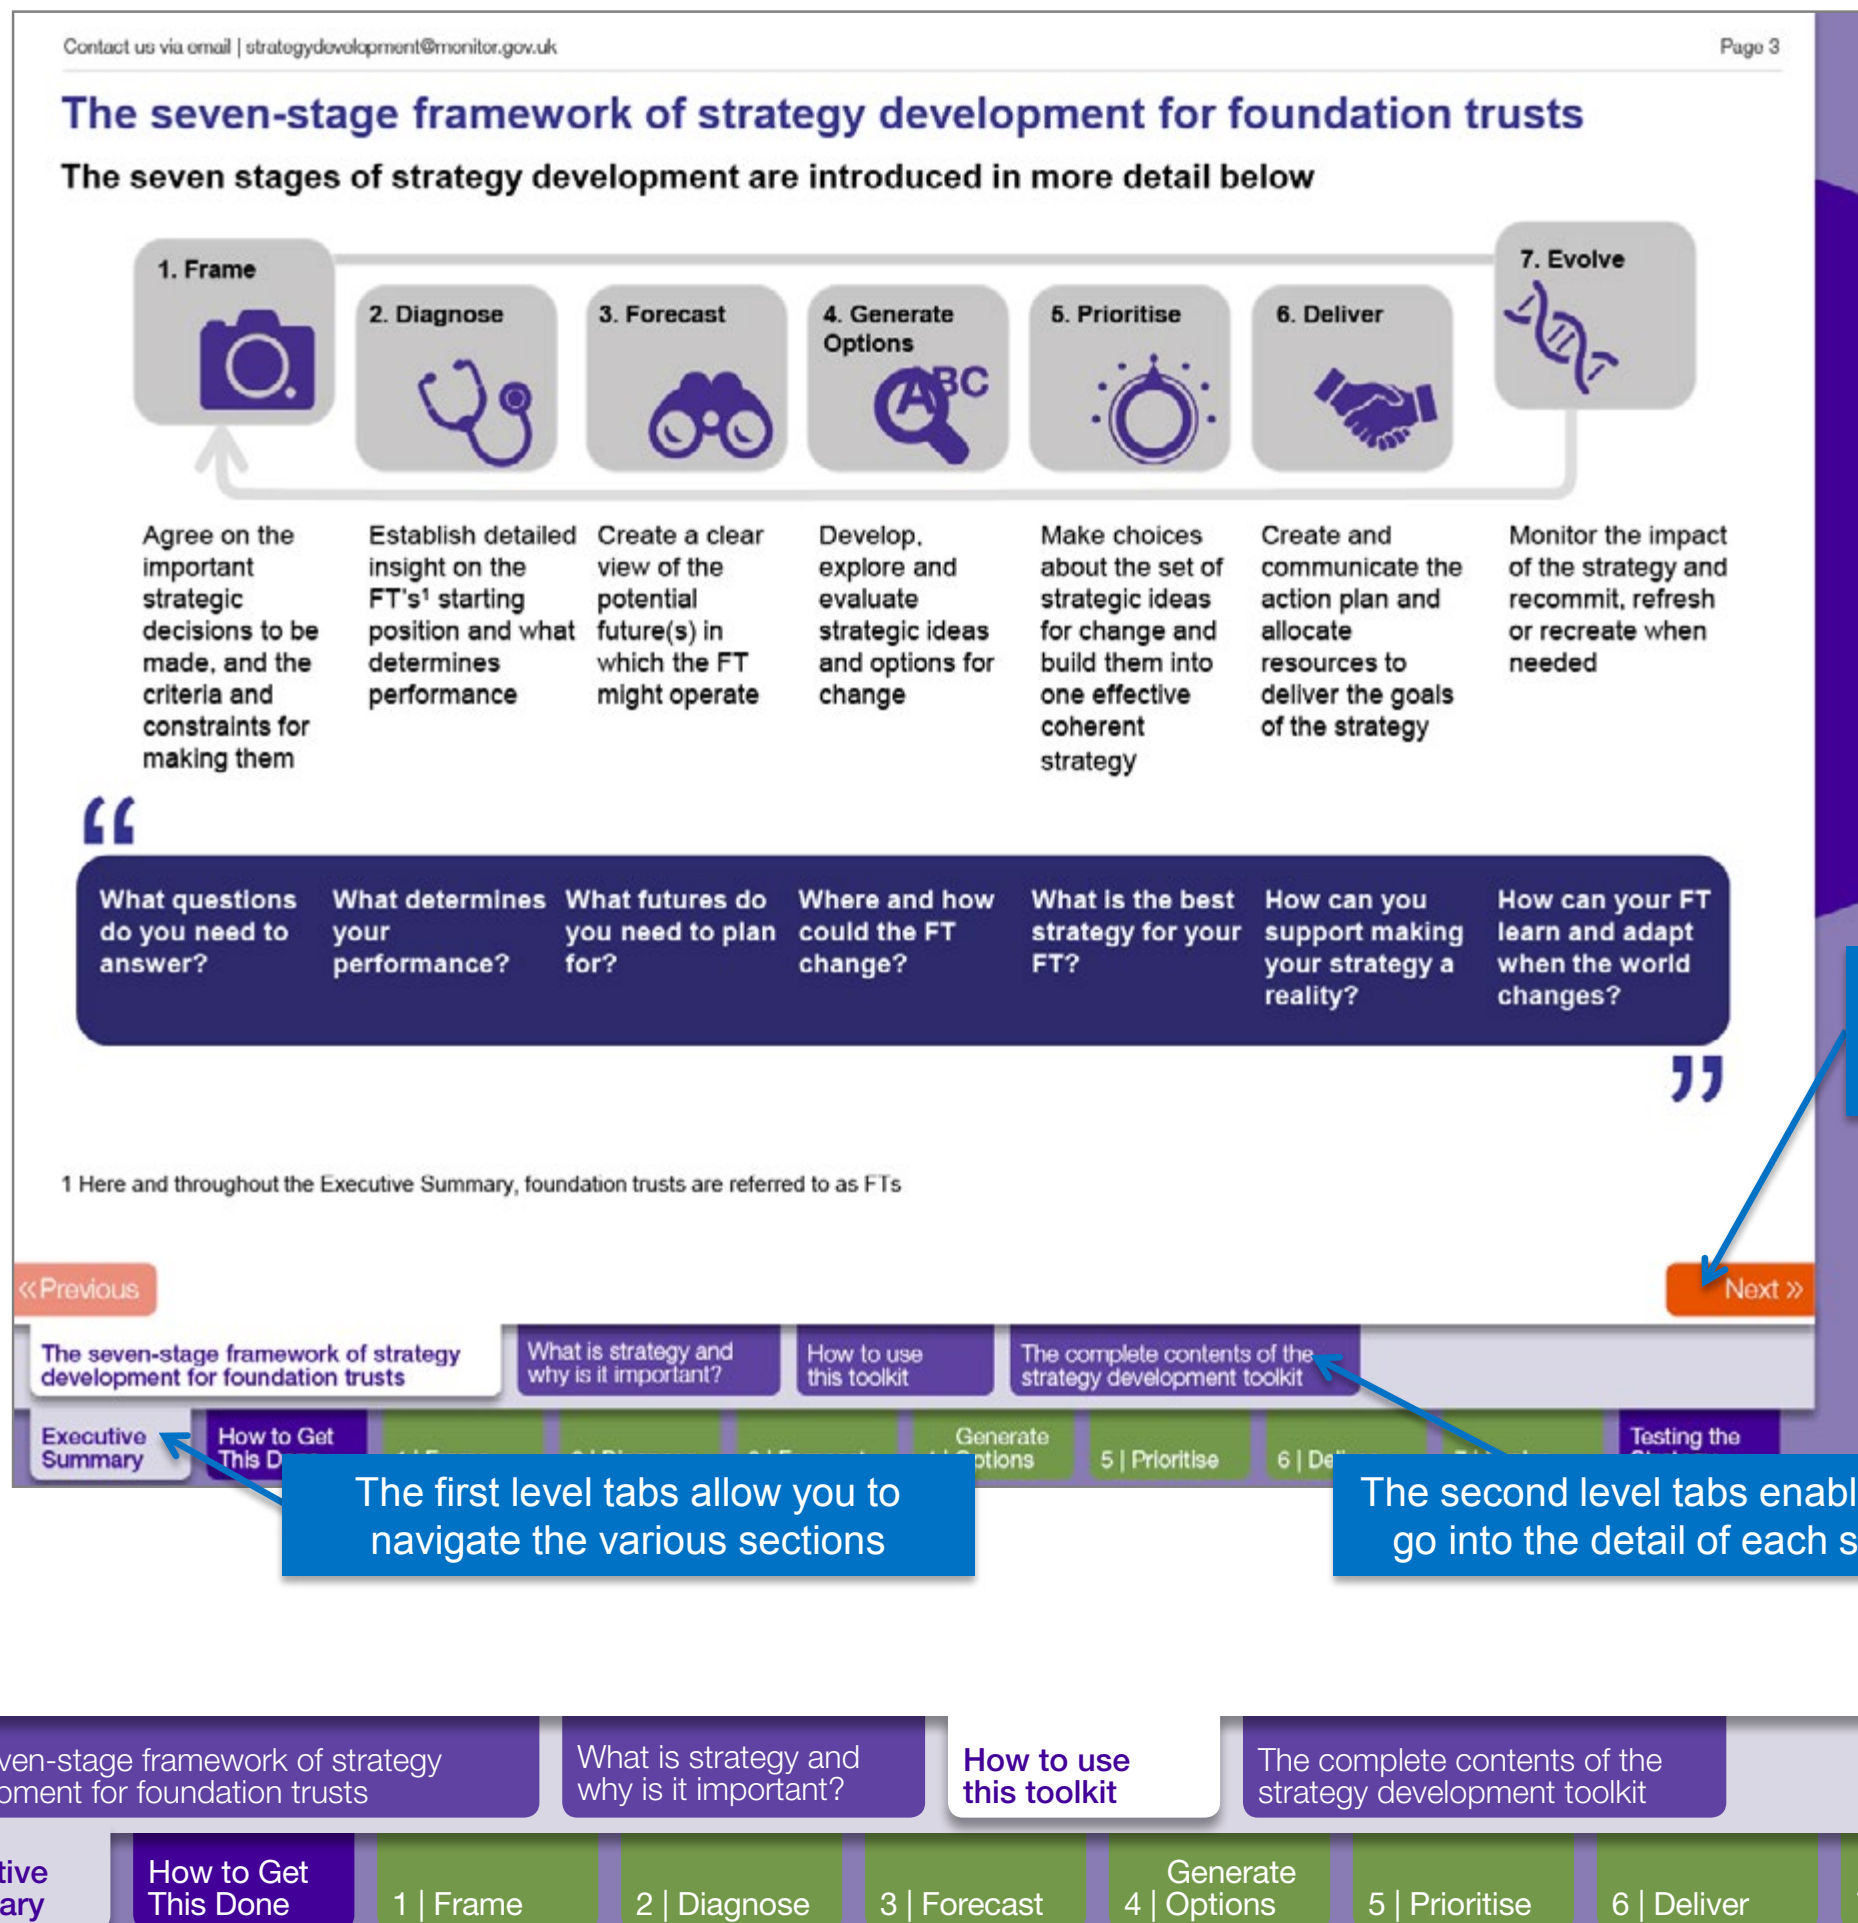 Contact us via email | strategydevelopment@monitor.gov.uk
Page 3
The seven-stage framework of strategy development for foundation trusts
The seven stages of strategy development are introduced in more detail below
1. Frame
2. Diagnose
3. Forecast
4. Generate
Options
ABC
5. Prioritise
6. Deliver
7. Evolve
Agree on the
important
strategic
decisions to be
made, and the
criteria and
constraints for
making them
Establish detailed
insight on the
FT's¹ starting
position and what
determines
performance
Create a clear
view of the
potential
future(s) in
which the FT
might operate
Develop,
explore and
evaluate
strategic ideas
and options for
change
Make choices
about the set of
strategic ideas
for change and
build them into
one effective
coherent
strategy
Create and
communicate the
action plan and
allocate
resources to
deliver the goals
of the strategy
Monitor the impact
of the strategy and
recommit, refresh
or recreate when
needed
“
What questions
do you need to
answer?
What determines
your
performance?
What futures do
you need to plan
for?
Where and how
could the FT
change?
What is the best
strategy for your
FT?
How can you
support making
your strategy a
reality?
How can your FT
learn and adapt
when the world
changes?
”
1 Here and throughout the Executive Summary, foundation trusts are referred to as FTs
«Previous
Next »
The seven-stage framework of strategy
development for foundation trusts
What is strategy and
why is it important?
How to use
this toolkit
The complete contents of the
strategy development toolkit
Executive
Summary
How to Get
This D
Generate
ptions
5 | Prioritise
6 | De
Testing the
The first level tabs allow you to
navigate the various sections
The second level tabs enabl
go into the detail of each s
ven-stage framework of strategy
pment for foundation trusts
What is strategy and
why is it important?
How to use
this toolkit
The complete contents of the
strategy development toolkit
tive
ary
How to Get
This Done
1 | Frame
2 | Diagnose
3 | Forecast
Generate
4 | Options
5 | Prioritise
6 | Deliver